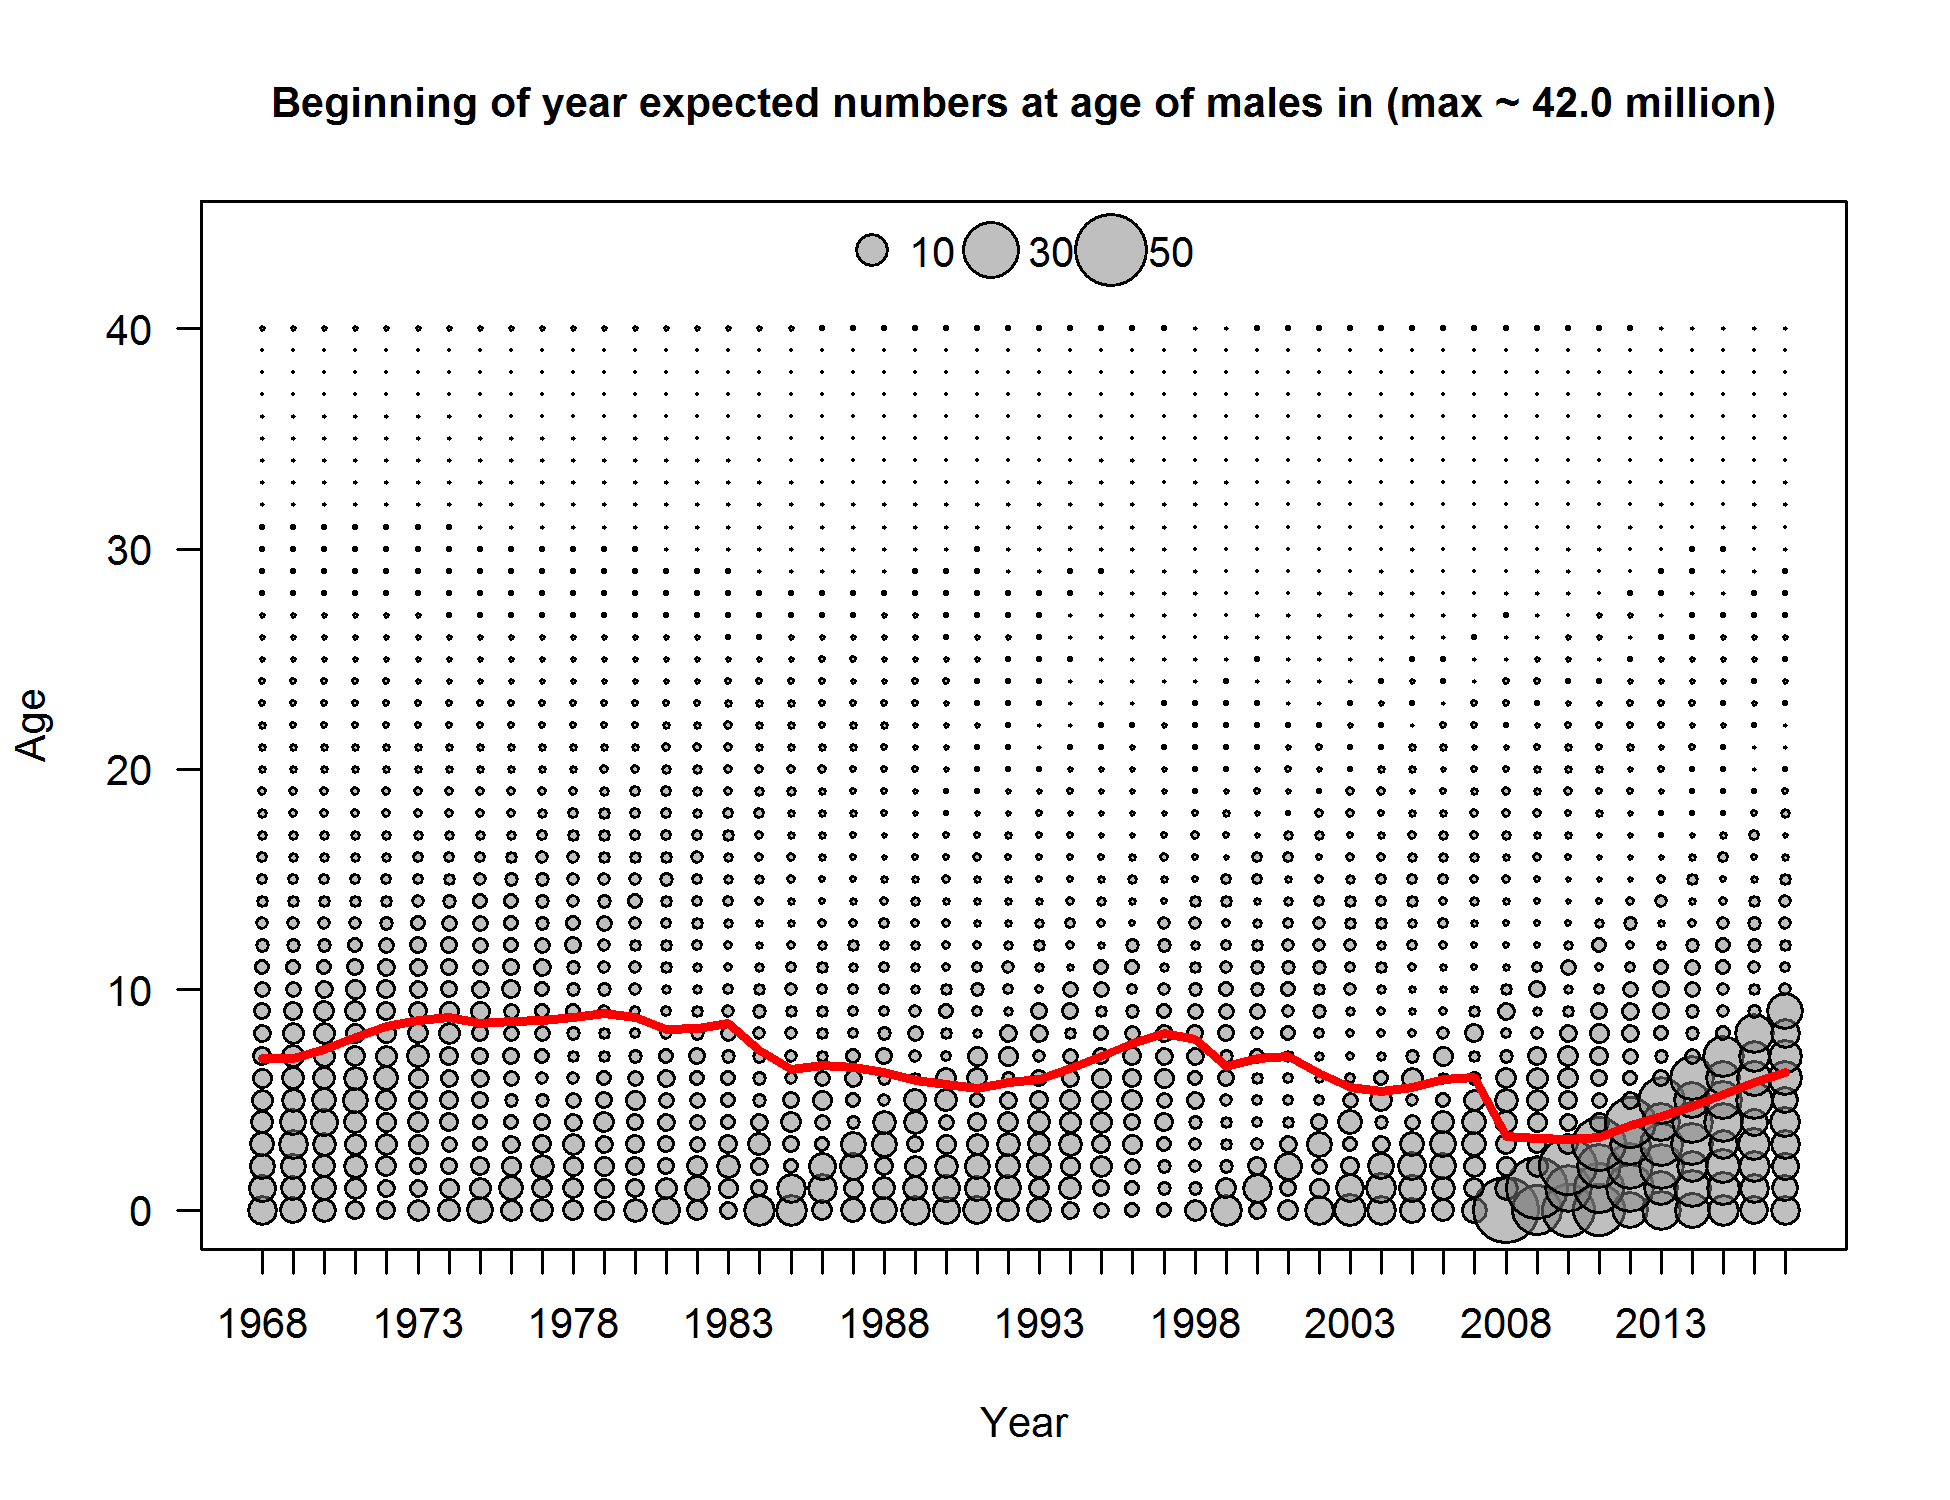 Beginning of year expected numbers at age of males in (max ~ 42.0 million)
10 30 50
40
30
20
10
0
Age
1968 1973 1978 1983 1988 1993 1998 2003 2008 2013
Year